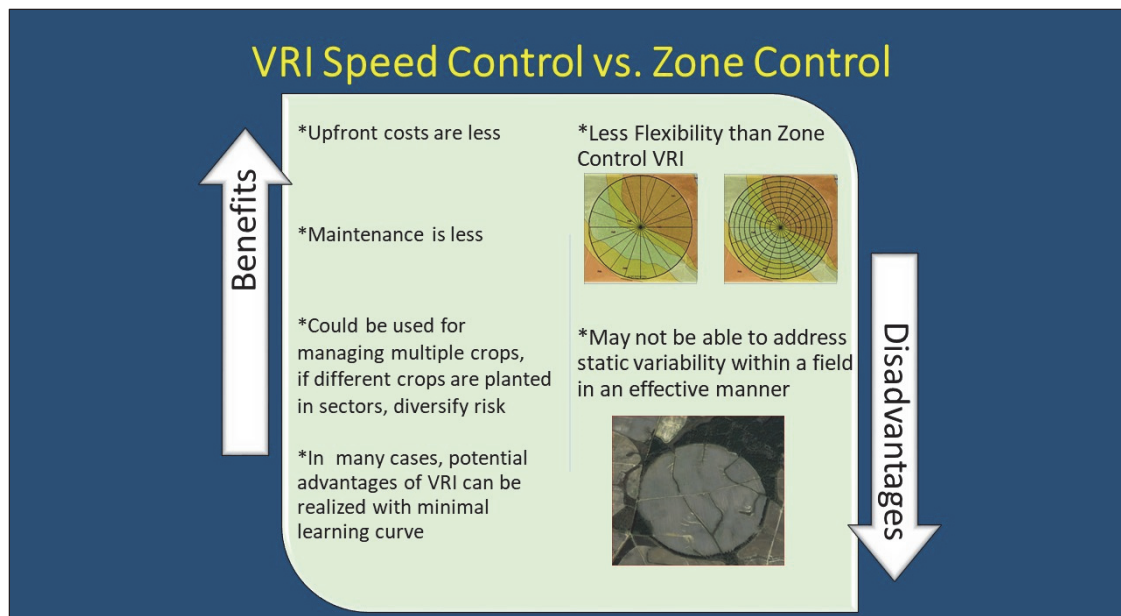 VRI Speed Control vs. Zone Control
Benefits
*Upfront costs are less
*Maintenance is less
*Could be used for
managing multiple crops,
if different crops are planted
in sectors, diversify risk
*In many cases, potential
advantages of VRI can be
realized with minimal
learning curve
*Less Flexibility than Zone
Control VRI
*May not be able to address
static variability within a field
in an effective manner
Disadvantages